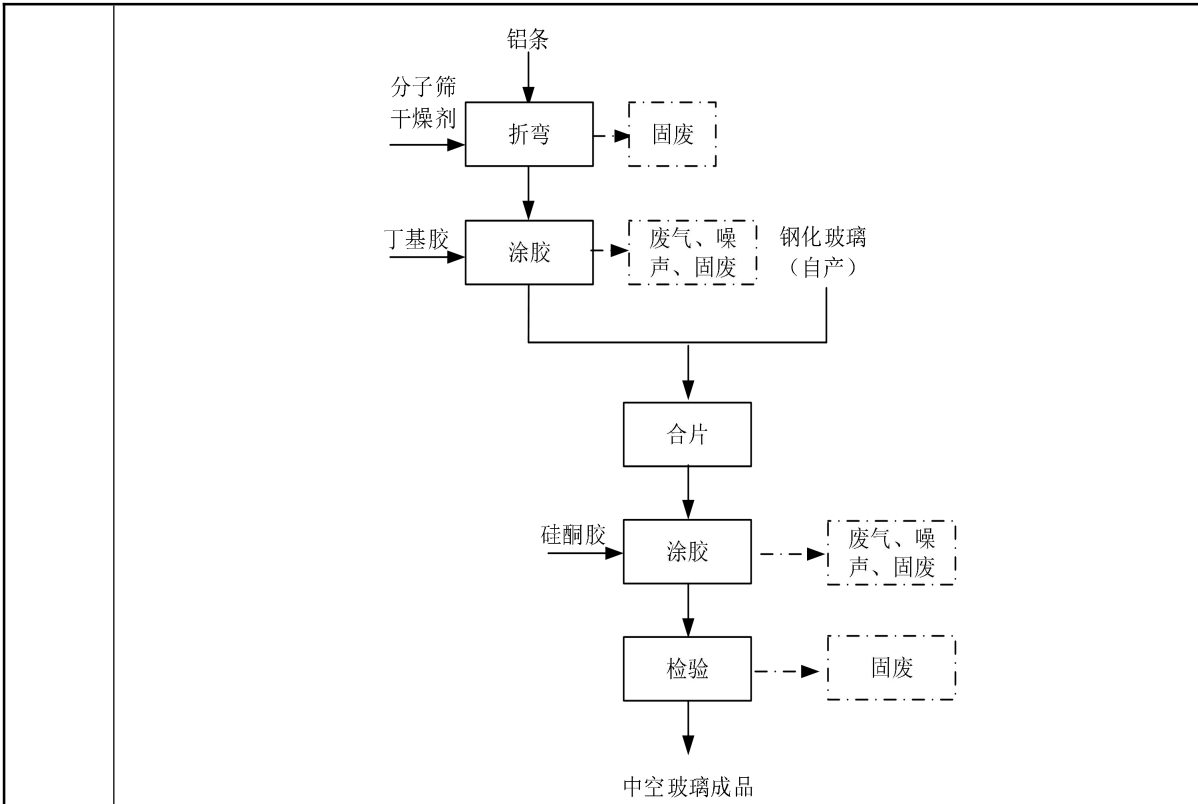 铝条
分子筛
干燥剂
折弯
固废
丁基胶
涂胶
废气、噪
声、固废
钢化玻璃
（自产）
合片
硅酮胶
涂胶
废气、噪
声、固废
检验
固废
中空玻璃成品